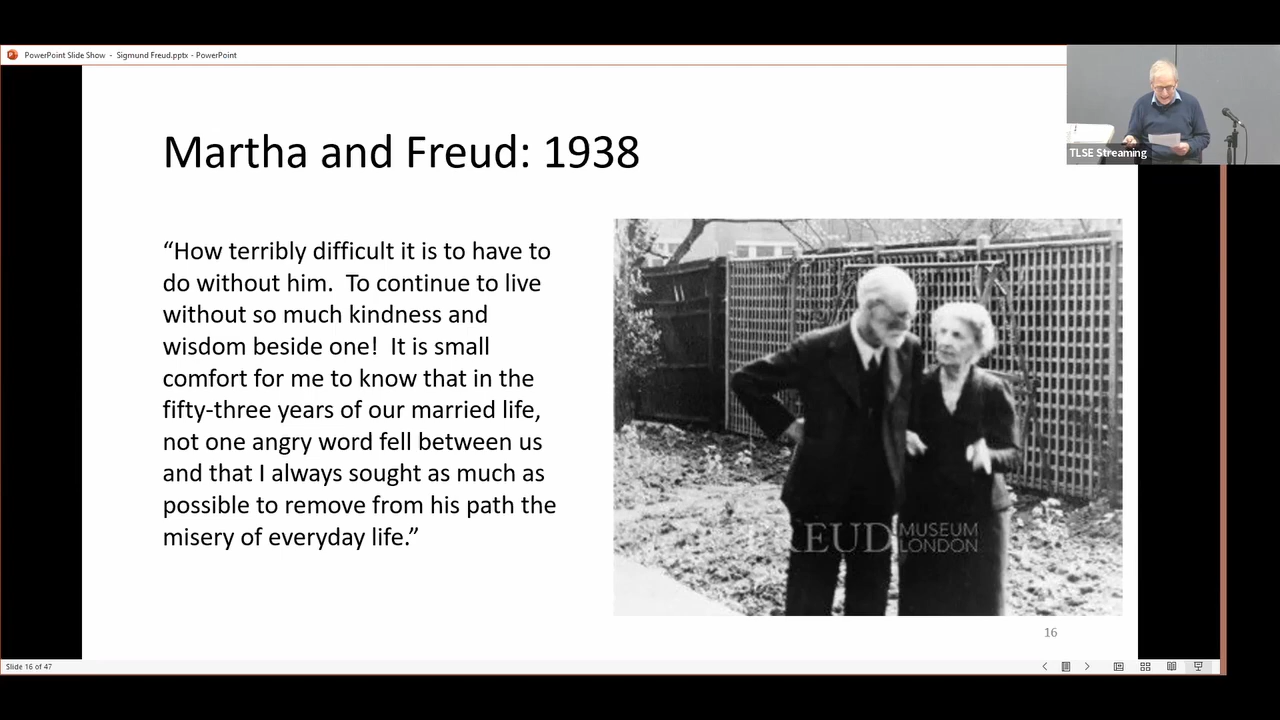 PowerPoint Slide Show - Sigmund Freud.pptx - PowerPoint
TLSE Streaming
Martha and Freud: 1938
“How terribly difficult it is to have to
do without him.  To continue to live
without so much kindness and
wisdom beside one!  It is small
comfort for me to know that in the
fifty-three years of our married life,
not one angry word fell between us
and that I always sought as much as
possible to remove from his path the
misery of everyday life.”
FREUD MUSEUM
LONDON
16
Slide 16 of 47